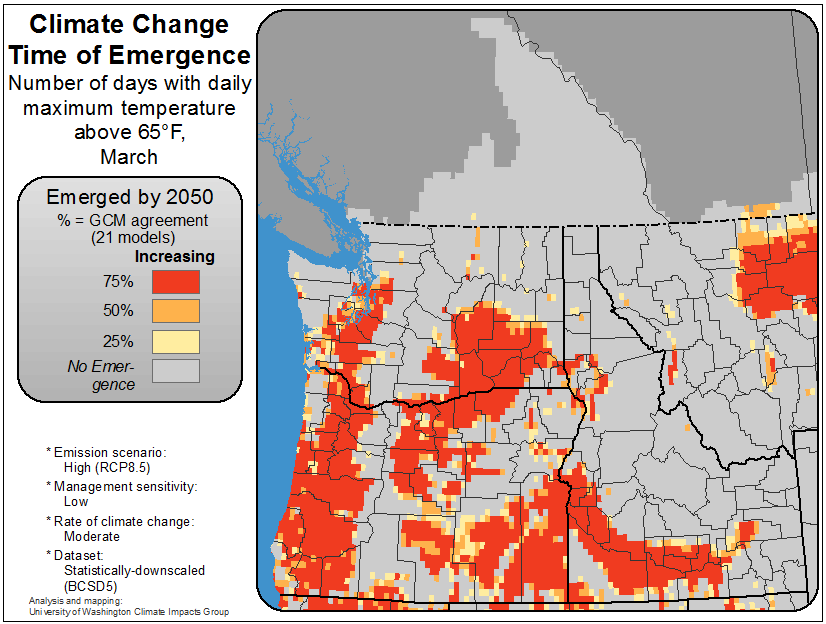 Climate Change
Time of Emergence
Number of days with daily
maximum temperature
above 65°F,
March
Emerged by 2050
% = GCM agreement
(21 models)
Increasing
75%
50%
25%
No Emer-
gence
* Emission scenario:
High (RCP8.5)
* Management sensitivity:
Low
* Rate of climate change:
Moderate
* Dataset:
Statistically-downscaled
(BCSD5)
Analysis and mapping:
University of Washington Climate Impacts Group